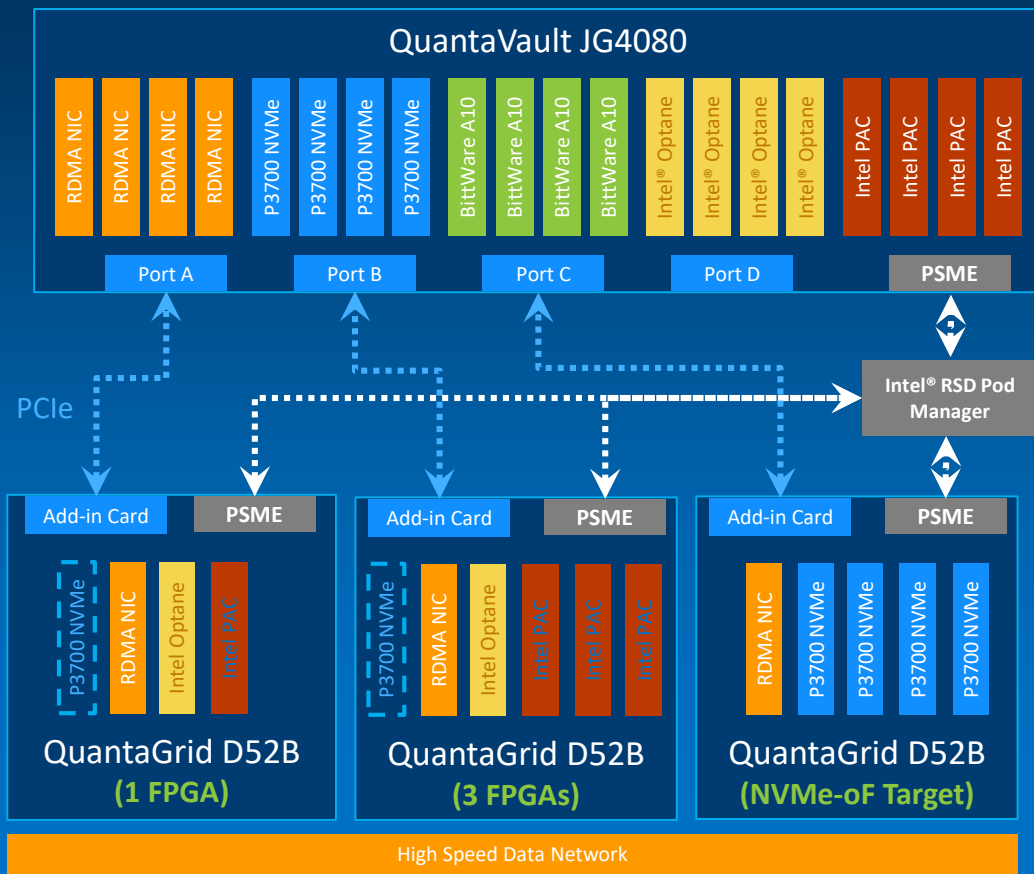 QuantaVault JG4080
RDMA NIC
RDMA NIC
RDMA NIC
RDMA NIC
P3700 NVMe
P3700 NVMe
P3700 NVMe
P3700 NVMe
BittWare A10
BittWare A10
BittWare A10
BittWare A10
Intel® Optane
Intel® Optane
Intel® Optane
Intel® Optane
Intel PAC
Intel PAC
Intel PAC
Intel PAC
Port A
Port B
Port C
Port D
PSME
PCIe
Intel® RSD Pod
Manager
Add-in Card
PSME
P3700 NVMe
RDMA NIC
Intel Optane
Intel PAC
QuantaGrid D52B
(1 FPGA)
Add-in Card
PSME
P3700 NVMe
RDMA NIC
Intel Optane
Intel PAC
Intel PAC
Intel PAC
QuantaGrid D52B
(3 FPGAs)
Add-in Card
PSME
RDMA NIC
P3700 NVMe
P3700 NVMe
P3700 NVMe
P3700 NVMe
QuantaGrid D52B
(NVMe-oF Target)
High Speed Data Network